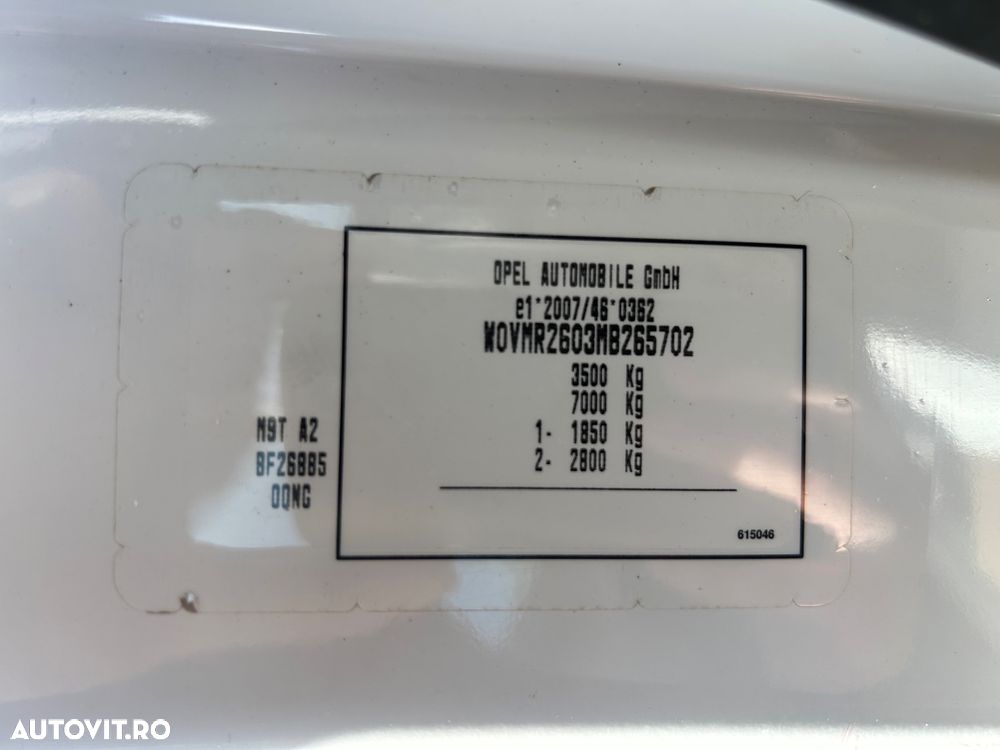 OPEL AUTOMOBILE GmbH
e1*2007/46*0362
W0VMR2603MB265702
3500 Kg
7000 Kg
1- 1850 Kg
2- 2800 Kg
M9T A2
BF26885
0QNG
615046
AUTOVIT.RO